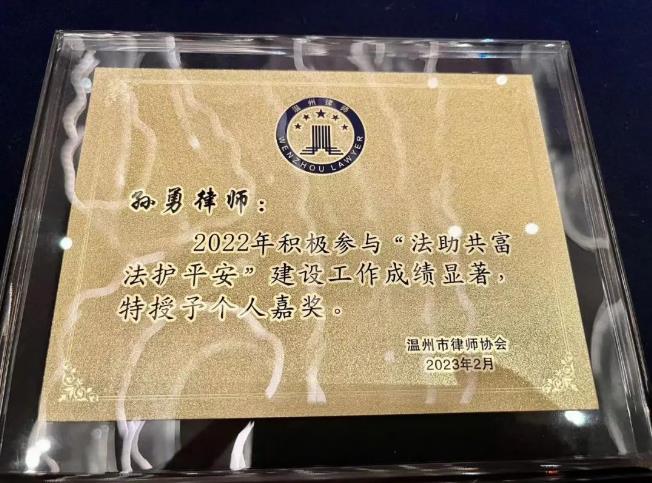 温州律师
WENZHOU LAWYER
孙勇律师：
2022年积极参与“法助共富
法护平安”建设工作成绩显著，
特授予个人嘉奖。
温州市律师协会
2023年2月